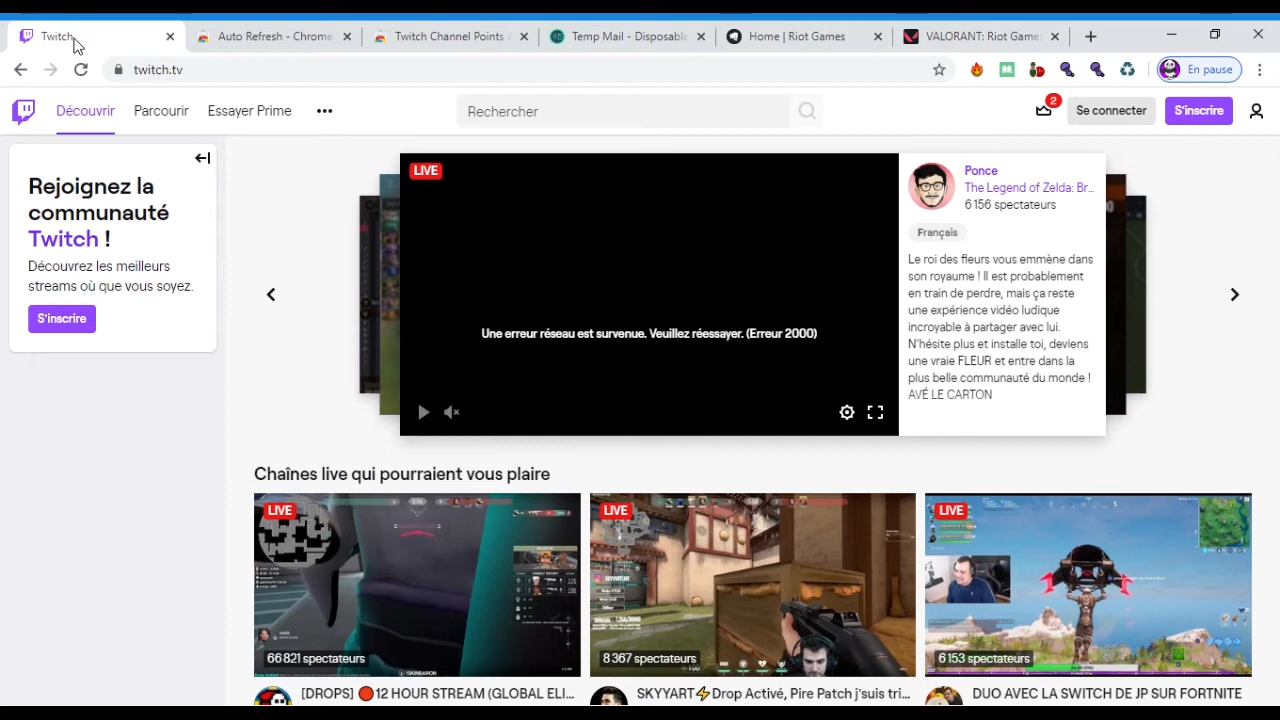 Twitch
Auto Refresh - Chrome
Twitch Channel Points A
Temp Mail - Disposable
Home | Riot Games
VALORANT: Riot Games
twitch.tv
En pause
Découvrir
Parcourir
Essayer Prime
Rechercher
2
Se connecter
S'inscrire
Rejoignez la
communauté
Twitch !
Découvrez les meilleurs
streams où que vous soyez.
S'inscrire
LIVE
Une erreur réseau est survenue. Veuillez réessayer. (Erreur 2000)
Ponce
The Legend of Zelda: Br...
6 156 spectateurs
Français
Le roi des fleurs vous emmène dans
son royaume ! Il est probablement
en train de perdre, mais ça reste
une expérience vidéo ludique
incroyable à partager avec lui.
N'hésite plus et installe toi, deviens
une vraie FLEUR et entre dans la
plus belle communauté du monde !
AVÉ LE CARTON
Chaînes live qui pourraient vous plaire
LIVE
66 821 spectateurs
SKINBARON
LIVE
8 367 spectateurs
LIVE
6 153 spectateurs
[DROPS] 🔴12 HOUR STREAM (GLOBAL ELI...
SKYYART⚡Drop Activé, Pire Patch j'suis tri...
DUO AVEC LA SWITCH DE JP SUR FORTNITE